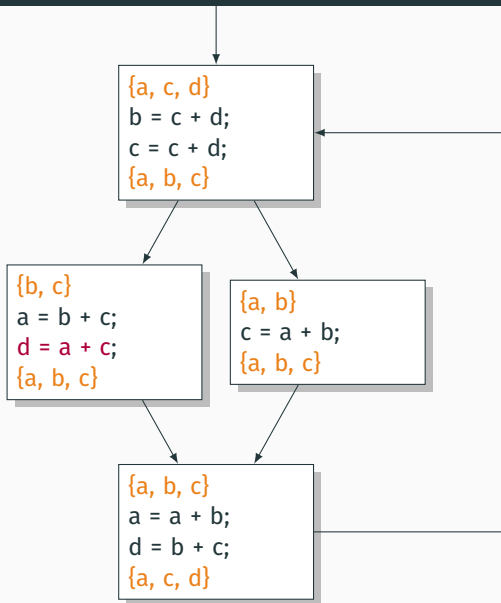 {a, c, d}
b = c + d;
c = c + d;
{a, b, c}
{b, c}
a = b + c;
d = a + c;
{a, b, c}
{a, b}
c = a + b;
{a, b, c}
{a, b, c}
a = a + b;
d = b + c;
{a, c, d}